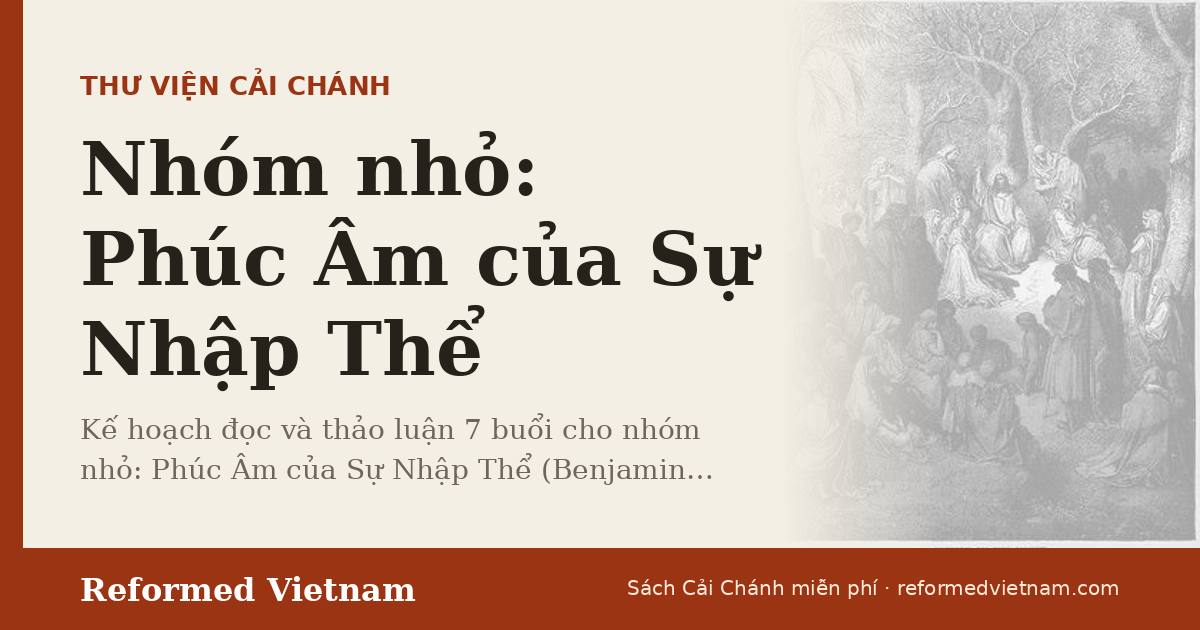 THƯ VIỆN CẢI CHÁNH
Nhóm nhỏ:
Phúc Âm của Sự
Nhập Thể
Kế hoạch đọc và thảo luận 7 buổi cho nhóm
nhỏ: Phúc Âm của Sự Nhập Thể (Benjamin...
Reformed Vietnam
Sách Cải Chánh miễn phí · reformedvietnam.com